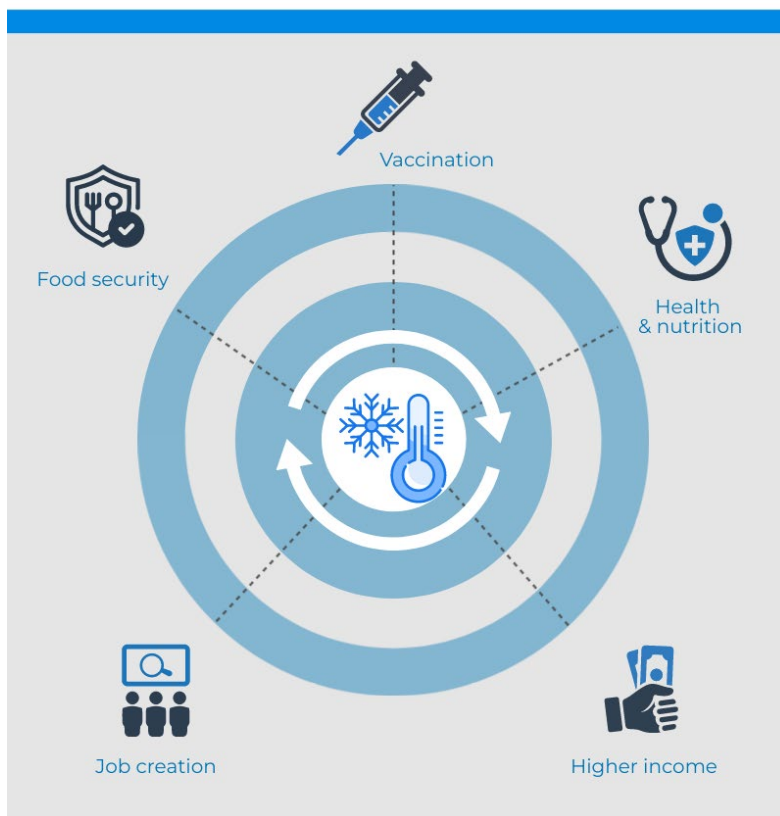 Vaccination
Food security
Health
& nutrition
Job creation
Higher income